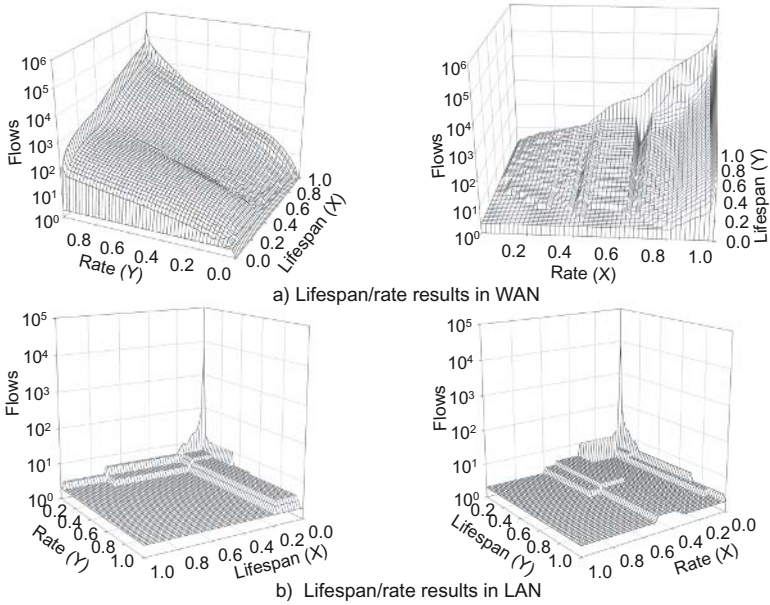 10⁶
10⁵
10⁴
10³
10²
10¹
10⁰
Flows
0.8 0.6 0.4 0.2 0.0
Rate (Y)
0.0 0.2 0.4 0.6 0.8 1.0
Lifespan (X)
10⁶
10⁵
10⁴
10³
10²
10¹
10⁰
Flows
0.2 0.4 0.6 0.8 1.0
Rate (X)
1.0
0.8
0.6
0.4
0.2
0.0
Lifespan (Y)
a) Lifespan/rate results in WAN
10⁵
10⁴
10³
10²
10¹
10⁰
Flows
0.2 0.4 0.6 0.8 1.0
Rate (Y)
1.0 0.8 0.6 0.4 0.2 0.0
Lifespan (X)
10⁵
10⁴
10³
10²
10¹
10⁰
Flows
0.2 0.4 0.6 0.8 1.0
Lifespan (Y)
1.0 0.8 0.6 0.4 0.2 0.0
Rate (X)
b) Lifespan/rate results in LAN